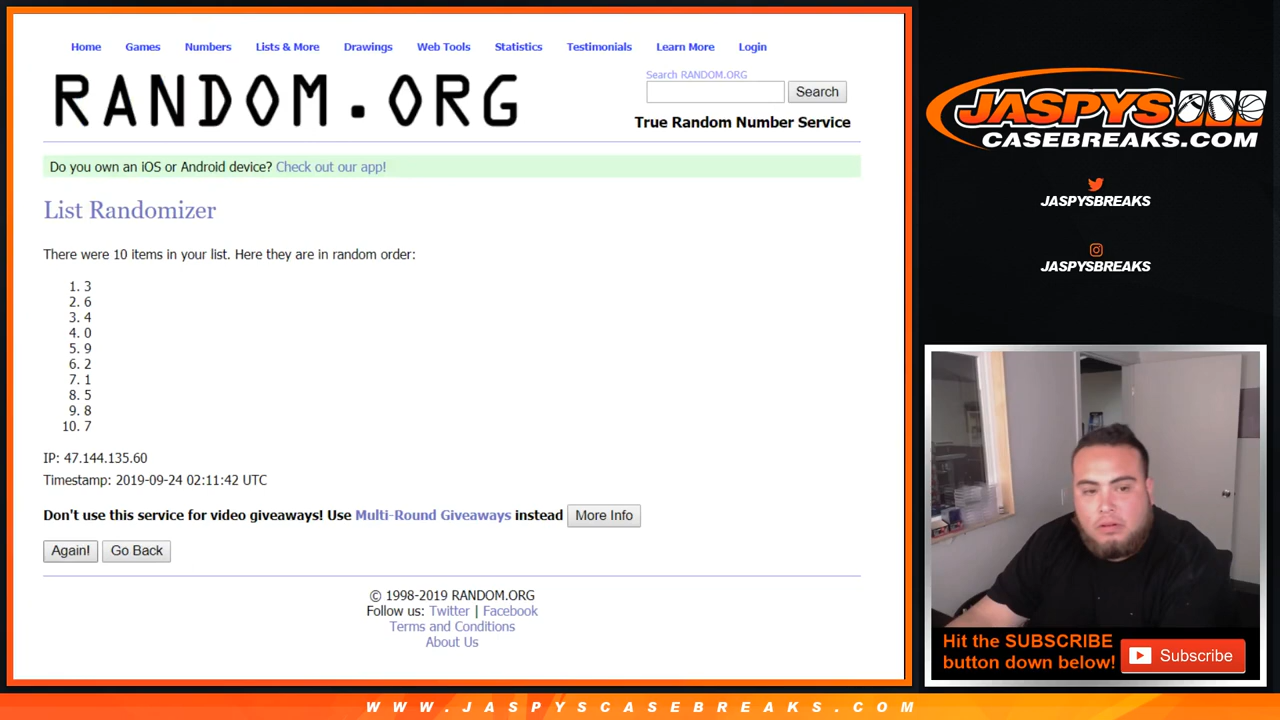 Home Games Numbers Lists & More Drawings Web Tools Statistics Testimonials Learn More Login
RANDOM.ORG
Search RANDOM.ORG
Search
True Random Number Service
Do you own an iOS or Android device? Check out our app!
List Randomizer
There were 10 items in your list. Here they are in random order:
1. 3
2. 6
3. 4
4. 0
5. 9
6. 2
7. 1
8. 5
9. 8
10. 7
IP: 47.144.135.60
Timestamp: 2019-09-24 02:11:42 UTC
Don't use this service for video giveaways! Use Multi-Round Giveaways instead More Info
Again! Go Back
© 1998-2019 RANDOM.ORG
Follow us: Twitter | Facebook
Terms and Conditions
About Us
JASPYS
CASEBREAKS.COM
JASPYSBREAKS
JASPYSBREAKS
Hit the SUBSCRIBE
button down below!
Subscribe
WWW.JASPYSCASEBREAKS.COM